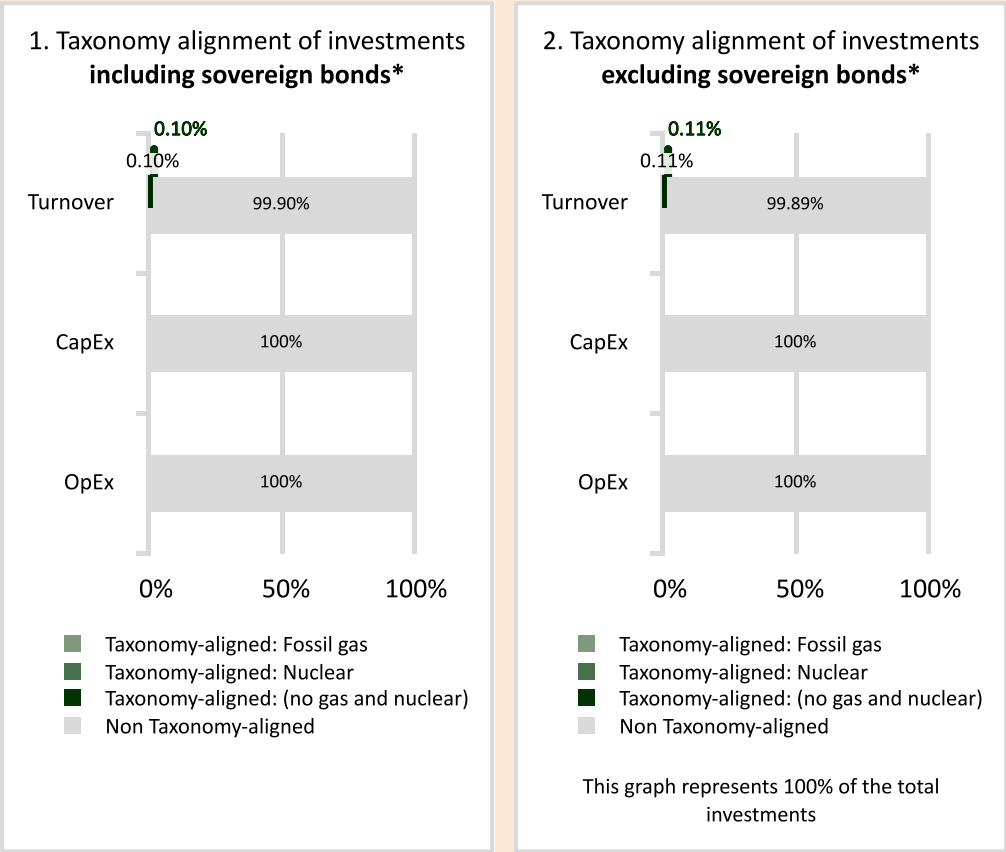 1. Taxonomy alignment of investments
including sovereign bonds*
0.10%
0.10%
Turnover
99.90%
CapEx
100%
OpEx
100%
0% 50% 100%
Taxonomy-aligned: Fossil gas
Taxonomy-aligned: Nuclear
Taxonomy-aligned: (no gas and nuclear)
Non Taxonomy-aligned
2. Taxonomy alignment of investments
excluding sovereign bonds*
0.11%
0.11%
Turnover
99.89%
CapEx
100%
OpEx
100%
0% 50% 100%
Taxonomy-aligned: Fossil gas
Taxonomy-aligned: Nuclear
Taxonomy-aligned: (no gas and nuclear)
Non Taxonomy-aligned
This graph represents 100% of the total
investments